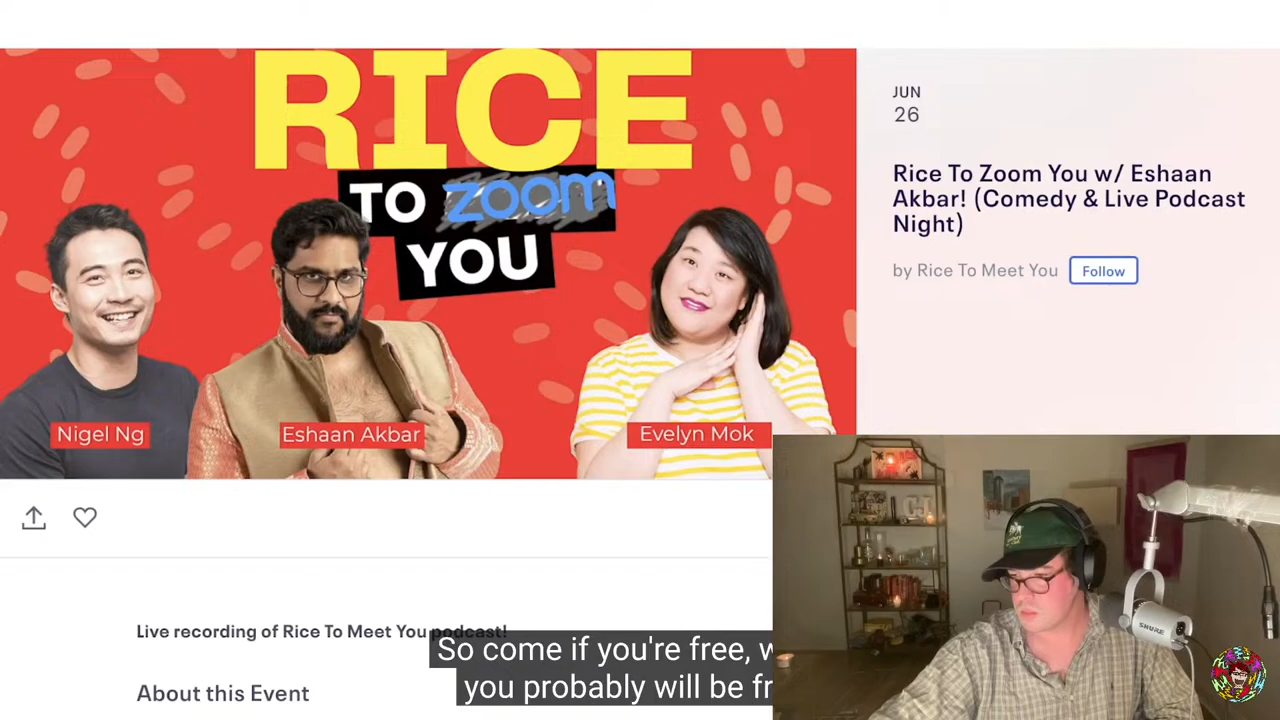 RICE
TO zoom
YOU
Nigel Ng
Eshaan Akbar
Evelyn Mok
JUN
26
Rice To Zoom You w/ Eshaan
Akbar! (Comedy & Live Podcast
Night)
by Rice To Meet You
Follow
Live recording of Rice To Meet You podcast!
So come if you're free,
you probably will be
About this Event
SHURE